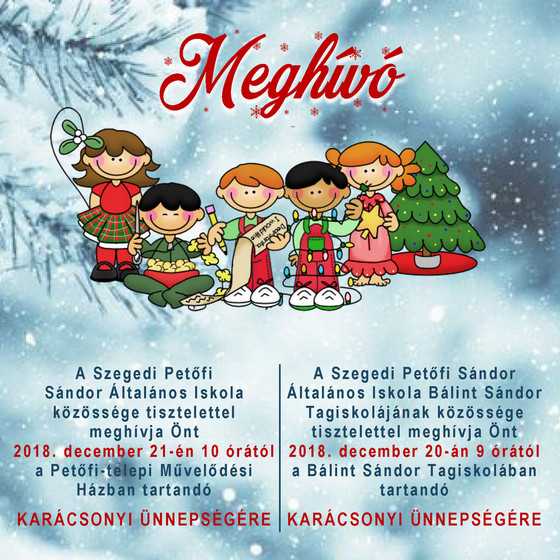 Meghívó
A Szegedi Petőfi
Sándor Általános Iskola
közössége tisztelettel
meghívja Önt
2018. december 21-én 10 órától
a Petőfi-telepi Művelődési
Házban tartandó
KARÁCSONYI ÜNNEPSÉGÉRE
A Szegedi Petőfi Sándor
Általános Iskola Bálint Sándor
Tagiskolájának közössége
tisztelettel meghívja Önt
2018. december 20-án 9 órától
a Bálint Sándor Tagiskolában
tartandó
KARÁCSONYI ÜNNEPSÉGÉRE